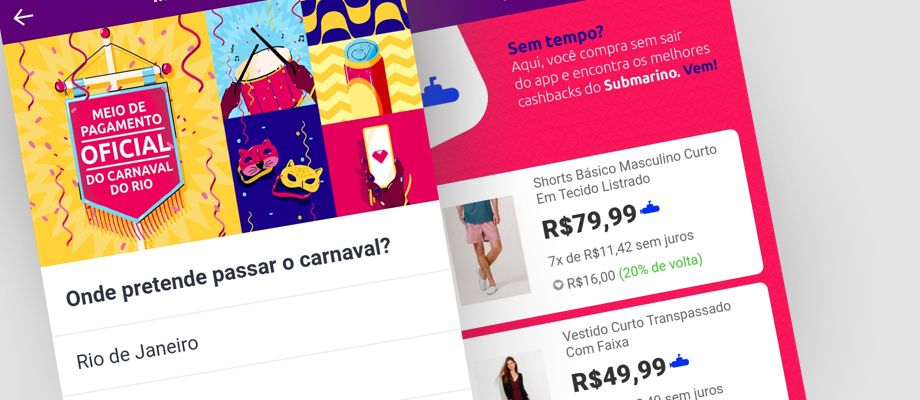 MEIO DE
PAGAMENTO
OFICIAL
DO CARNAVAL
DO RIO
Onde pretende passar o carnaval?
Rio de Janeiro
Sem tempo?
Aqui, você compra sem sair
do app e encontra os melhores
cashbacks do Submarino. Vem!
Shorts Básico Masculino Curto
Em Tecido Listrado
R$79,99
7x de R$11,42 sem juros
R$16,00 (20% de volta)
Vestido Curto Transpassado
Com Faixa
R$49,99
sem juros